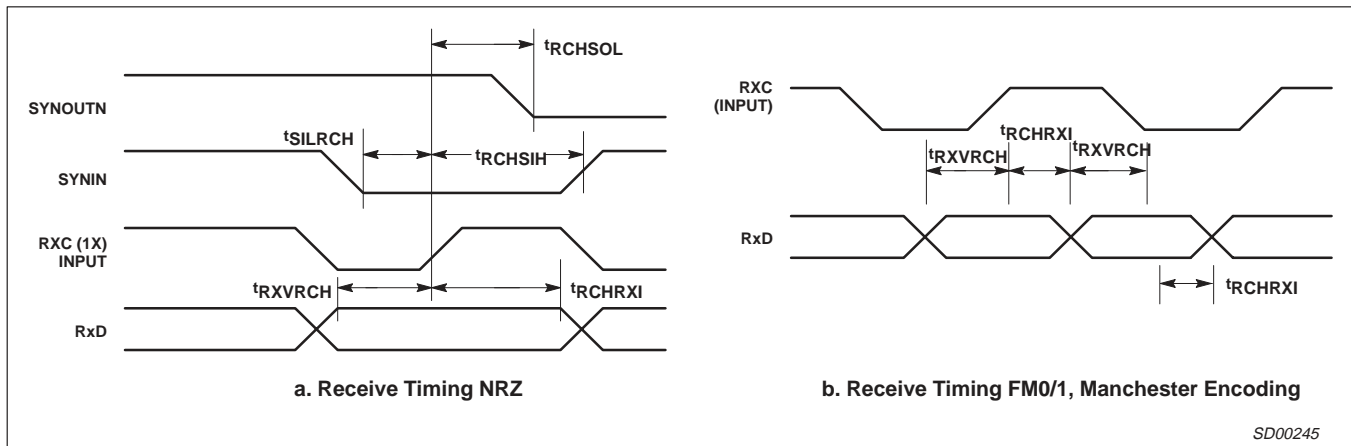 tRCHSOL
SYNOUTN
tSILRCH
tRCHSIH
SYNIN
RXC (1X)
INPUT
tRXVRCH
tRCHRXI
RxD
a. Receive Timing NRZ
RXC
(INPUT)
tRCHRXI
tRXVRCH
tRXVRCH
RxD
tRCHRXI
b. Receive Timing FM0/1, Manchester Encoding
SD00245